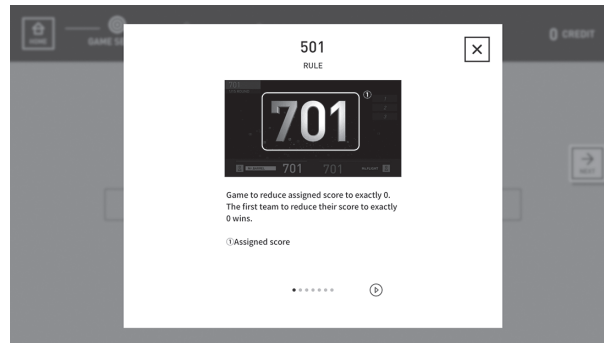 HOME
GAME SE
0 CREDIT
501
RULE
701
①
701
701 701
NEXT
Game to reduce assigned score to exactly 0.
The first team to reduce their score to exactly
0 wins.
①Assigned score